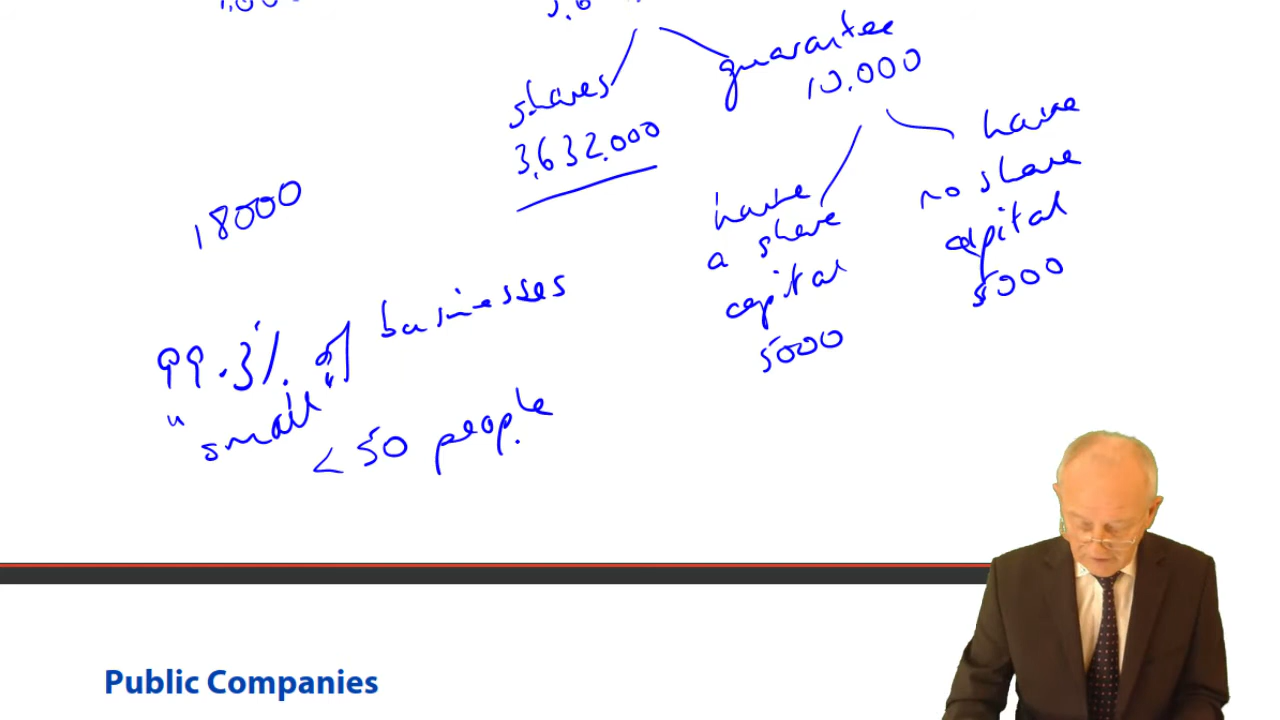 shares
3,632,000
guarantee
10,000
have
a share
capital
5000
have
no share
capital
5000
18000
99.3% of businesses
"small"
< 50 people
Public Companies